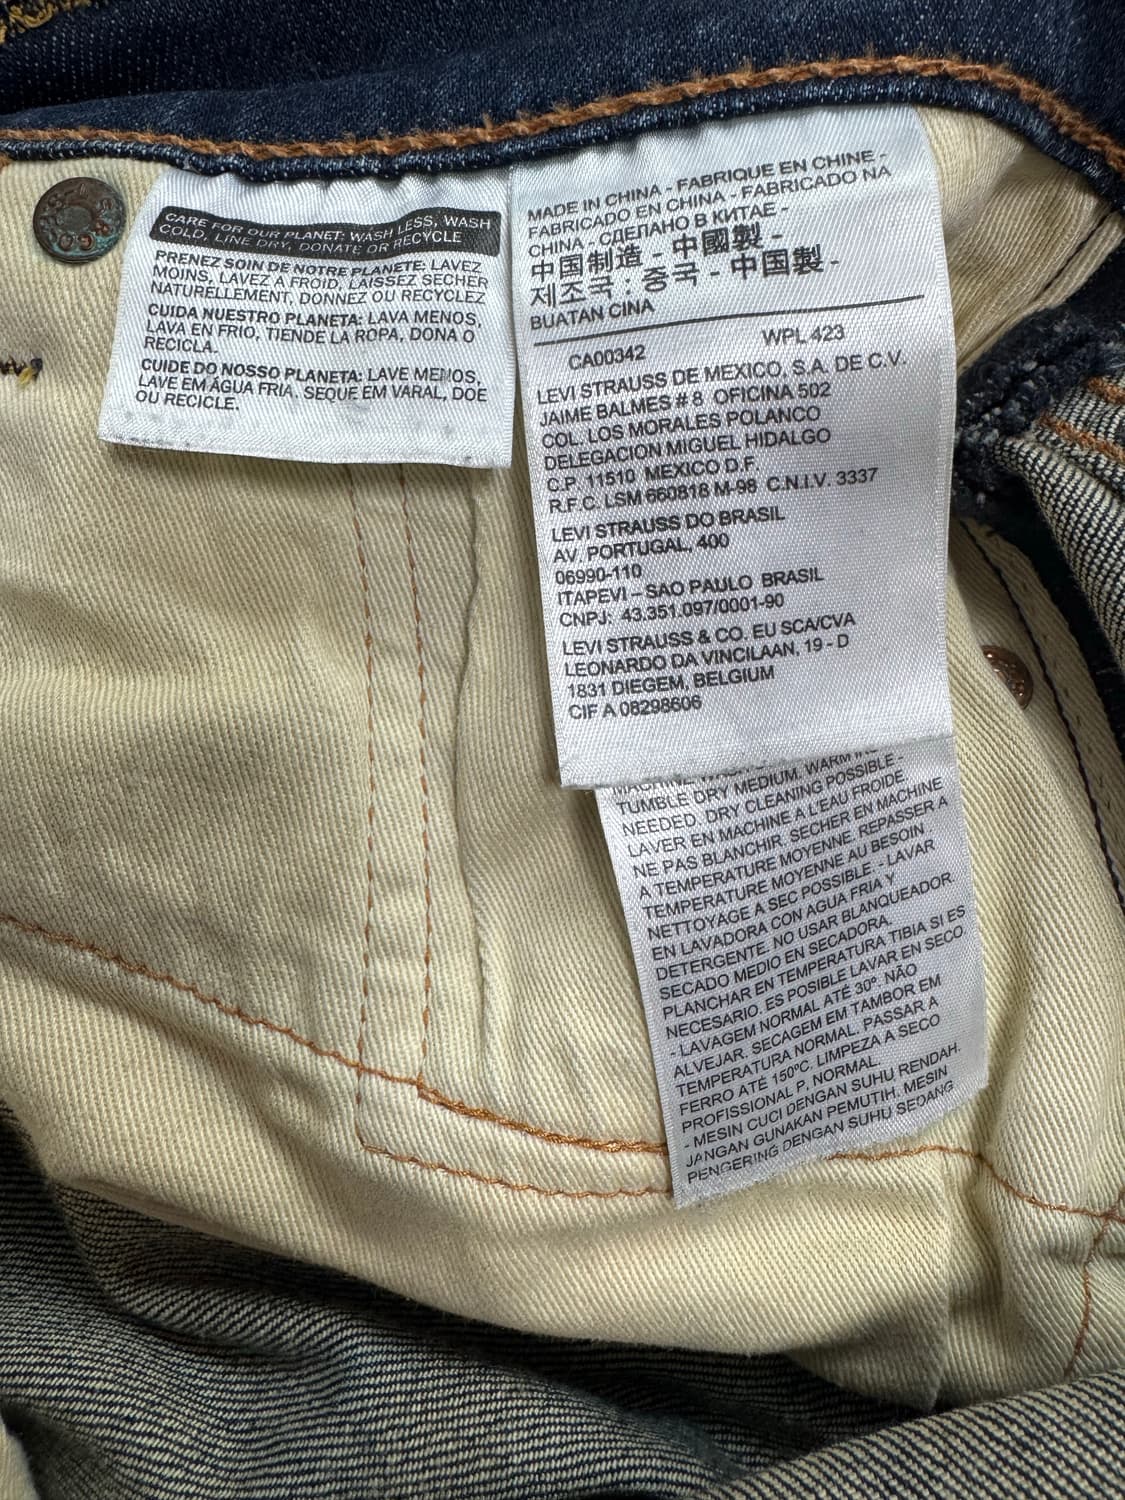 CARE FOR OUR PLANET: WASH LESS, WASH
COLD, LINE DRY, DONATE OR RECYCLE
PRENEZ SOIN DE NOTRE PLANETE: LAVEZ
MOINS, LAVEZ A FROID, LAISSEZ SECHER
NATURELLEMENT, DONNEZ OU RECYCLEZ
CUIDA NUESTRO PLANETA: LAVA MENOS,
LAVA EN FRIO, TIENDE LA ROPA, DONA O
RECICLA.
CUIDE DO NOSSO PLANETA: LAVE MENOS,
LAVE EM ÁGUA FRIA, SEQUE EM VARAL, DOE
OU RECICLE.
MADE IN CHINA - FABRIQUE EN CHINE -
FABRICADO EN CHINA - FABRICADO NA
CHINA - СДЕЛАНО В КИТАЕ -
中国制造 - 中國製 -
제조국 : 중국 - 中国製 -
BUATAN CINA
CA00342 WPL 423
LEVI STRAUSS DE MEXICO, S.A. DE C.V.
JAIME BALMES # 8 OFICINA 502
COL. LOS MORALES POLANCO
DELEGACION MIGUEL HIDALGO
C.P. 11510 MEXICO D.F.
R.F.C. LSM 660818 M-98 C.N.I.V. 3337
LEVI STRAUSS DO BRASIL
AV. PORTUGAL, 400
06990-110
ITAPEVI – SAO PAULO BRASIL
CNPJ: 43.351.097/0001-90
LEVI STRAUSS & CO. EU SCA/CVA
LEONARDO DA VINCILAAN, 19 - D
1831 DIEGEM, BELGIUM
CIF A 08298606
TUMBLE DRY MEDIUM. WARM
NEEDED. DRY CLEANING POSSIBLE -
LAVER EN MACHINE A L'EAU FROIDE.
NE PAS BLANCHIR. SECHER EN MACHINE
A TEMPERATURE MOYENNE. REPASSER A
TEMPERATURE MOYENNE AU BESOIN
NETTOYAGE A SEC POSSIBLE - LAVAR
EN LAVADORA CON AGUA FRIA Y
DETERGENTE. NO USAR BLANQUEADOR.
SECADO MEDIO EN SECADORA.
PLANCHAR EN TEMPERATURA TIBIA SI ES
NECESARIO. ES POSIBLE LAVAR EN SECO.
- LAVAGEM NORMAL ATÉ 30º. NÃO
ALVEJAR. SECAGEM EM TAMBOR EM
TEMPERATURA NORMAL. PASSAR A
FERRO ATÉ 150ºC. LIMPEZA A SECO
PROFISSIONAL P, NORMAL.
- MESIN CUCI DENGAN SUHU RENDAH.
JANGAN GUNAKAN PEMUTIH. MESIN
PENGERING DENGAN SUHU SEDANG